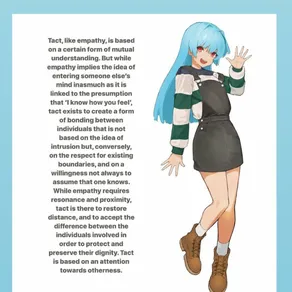 Tact, like empathy, is based
on a certain form of mutual
understanding. But while
empathy implies the idea of
entering someone else's
mind inasmuch as it is
linked to the presumption
that 'I know how you feel',
tact exists to create a form
of bonding between
individuals that is not
based on the idea of
intrusion but, conversely,
on the respect for existing
boundaries, and on a
willingness not always to
assume that one knows.
While empathy requires
resonance and proximity,
tact is there to restore
distance, and to accept the
difference between the
individuals involved in
order to protect and
preserve their dignity. Tact
is based on an attention
towards otherness.